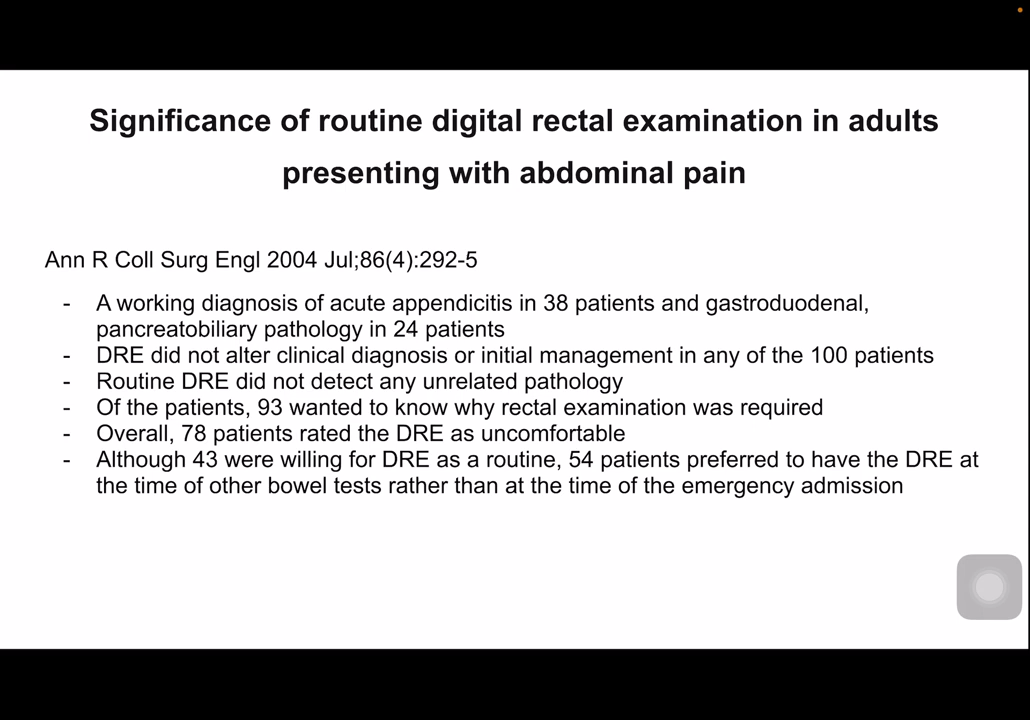 Significance of routine digital rectal examination in adults
presenting with abdominal pain
Ann R Coll Surg Engl 2004 Jul;86(4):292-5
- A working diagnosis of acute appendicitis in 38 patients and gastroduodenal,
pancreatobiliary pathology in 24 patients
- DRE did not alter clinical diagnosis or initial management in any of the 100 patients
- Routine DRE did not detect any unrelated pathology
- Of the patients, 93 wanted to know why rectal examination was required
- Overall, 78 patients rated the DRE as uncomfortable
- Although 43 were willing for DRE as a routine, 54 patients preferred to have the DRE at
the time of other bowel tests rather than at the time of the emergency admission